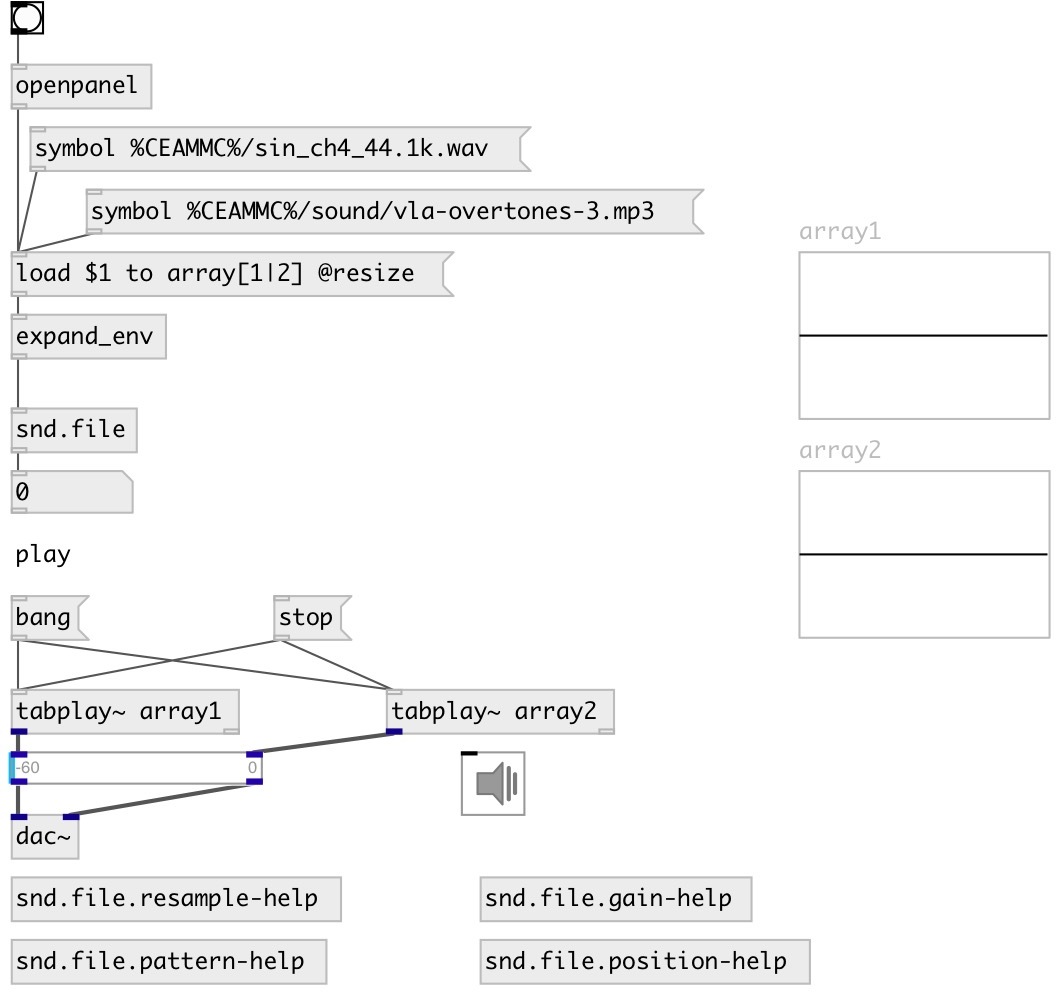 openpanel
symbol %CEAMMC%/sin_ch4_44.1k.wav
symbol %CEAMMC%/sound/vla-overtones-3.mp3
array1
load $1 to array[1|2] @resize
expand_env
snd.file
array2
0
play
bang
stop
tabplay~ array1
tabplay~ array2
-60
0
dac~
snd.file.resample-help
snd.file.gain-help
snd.file.pattern-help
snd.file.position-help